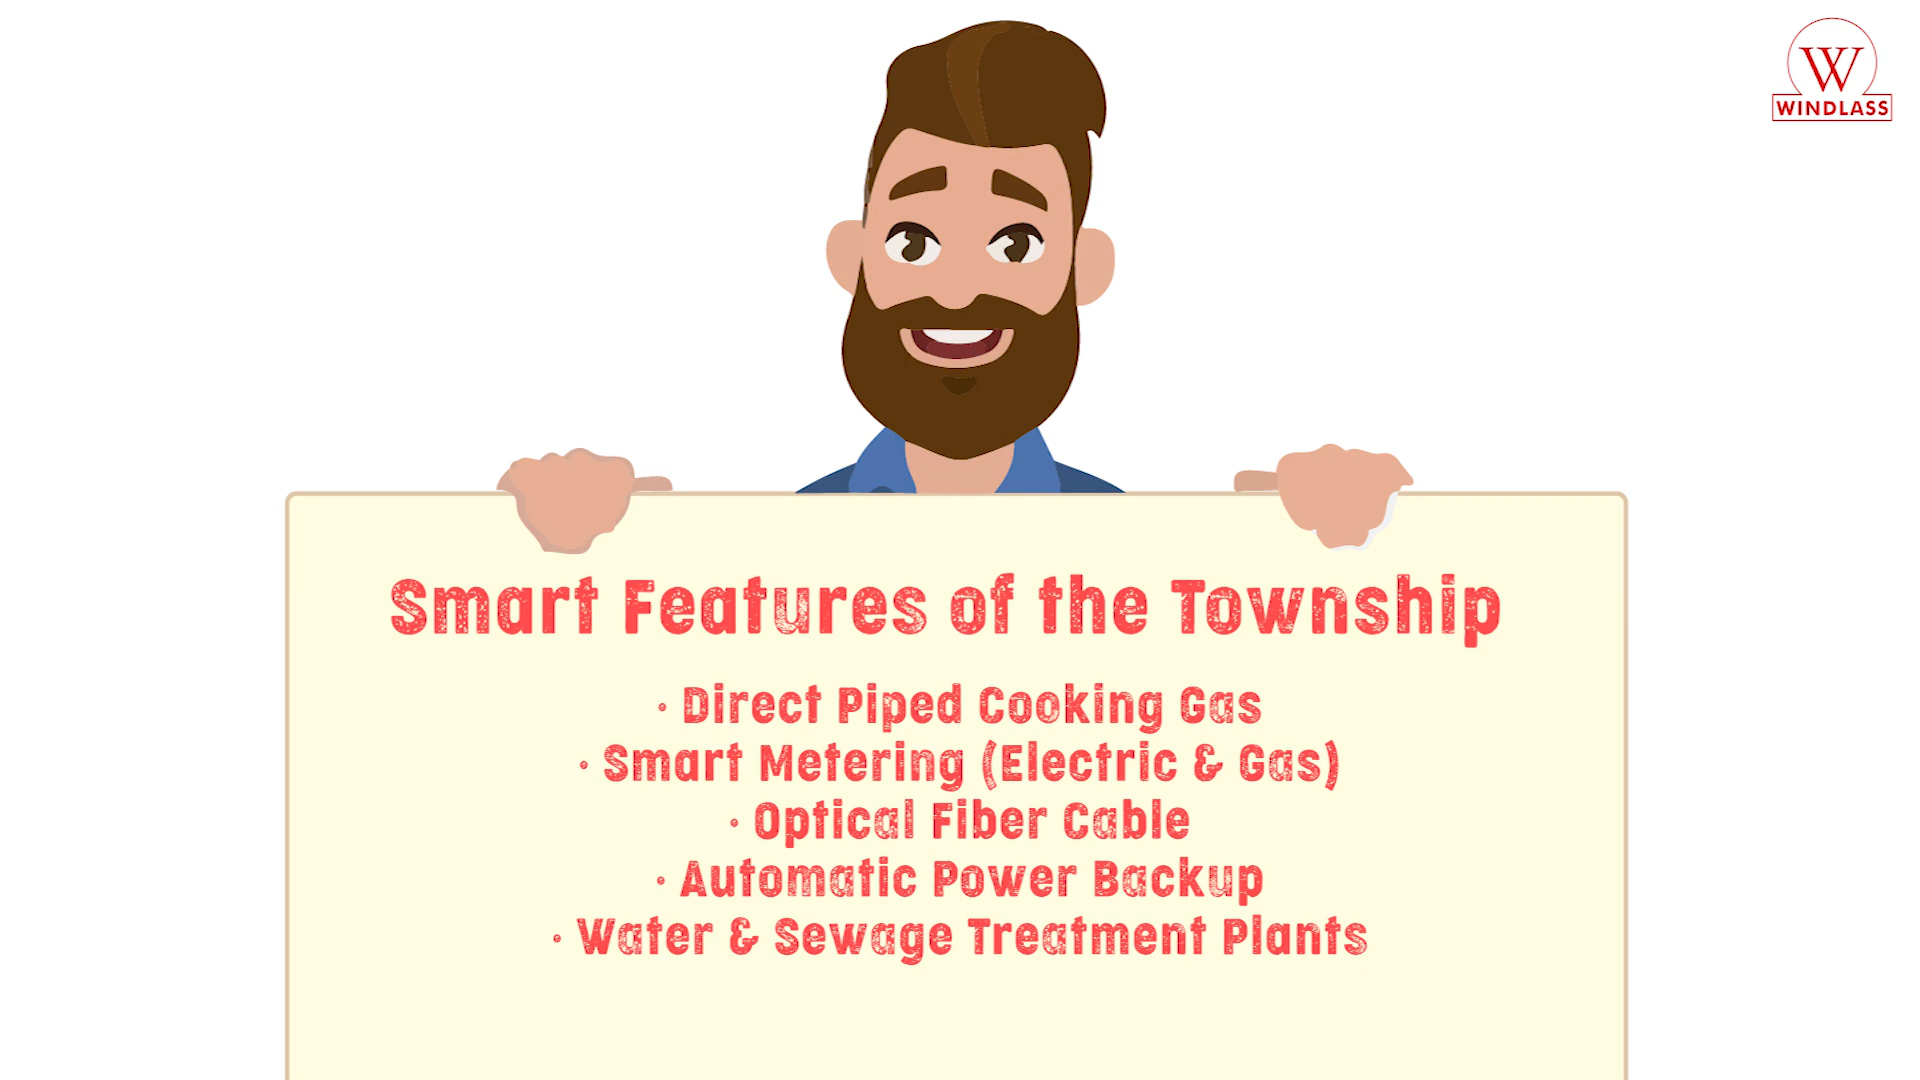 W
WINDLASS
Smart Features of the Township
• Direct Piped Cooking Gas
• Smart Metering (Electric & Gas)
• Optical Fiber Cable
• Automatic Power Backup
• Water & Sewage Treatment Plants